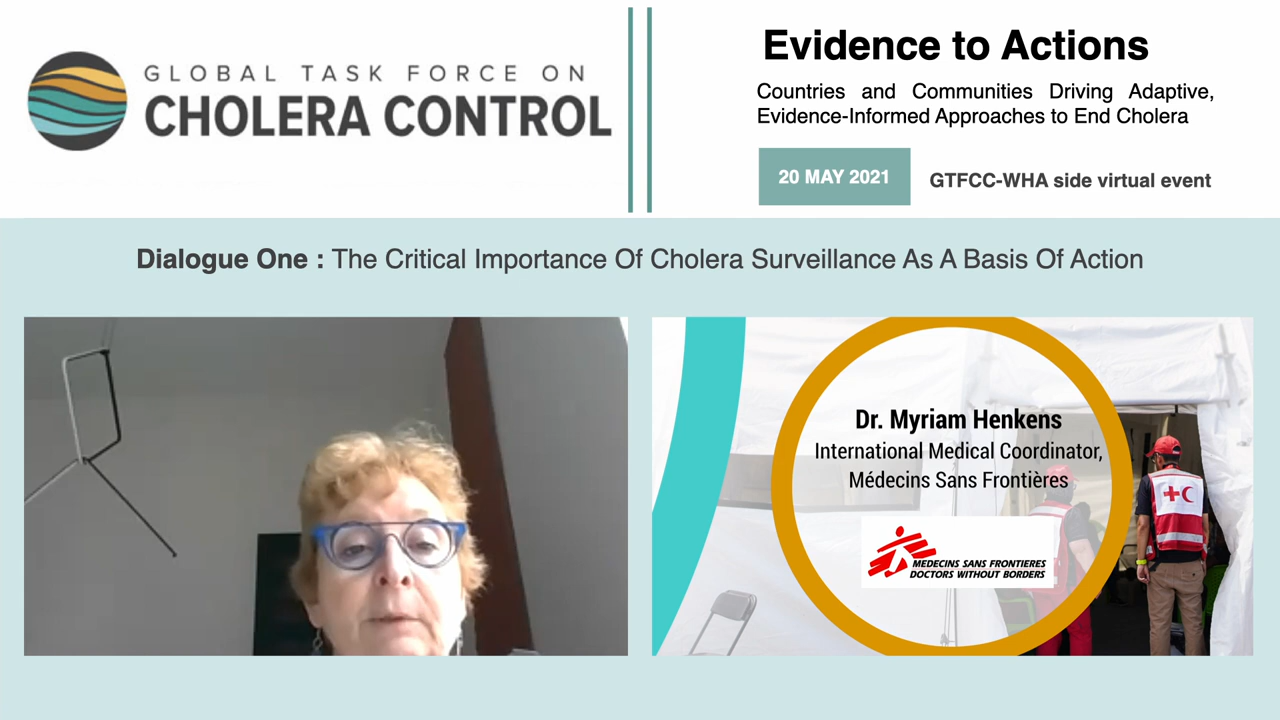 GLOBAL TASK FORCE ON
CHOLERA CONTROL
Evidence to Actions
Countries and Communities Driving Adaptive,
Evidence-Informed Approaches to End Cholera
20 MAY 2021
GTFCC-WHA side virtual event
Dialogue One : The Critical Importance Of Cholera Surveillance As A Basis Of Action
Dr. Myriam Henkens
International Medical Coordinator,
Médecins Sans Frontières
MEDECINS SANS FRONTIERES
DOCTORS WITHOUT BORDERS